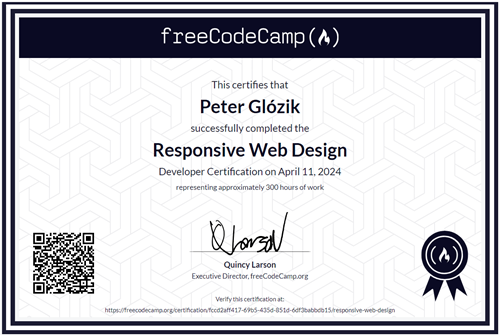 freeCodeCamp(🔥)
This certifies that
Peter Glózik
successfully completed the
Responsive Web Design
Developer Certification on April 11, 2024
representing approximately 300 hours of work
QLarson
Quincy Larson
Executive Director, freeCodeCamp.org
Verify this certification at:
https://freecodecamp.org/certification/fccd2aff417-69b5-435d-851d-6df3babbdb15/responsive-web-design